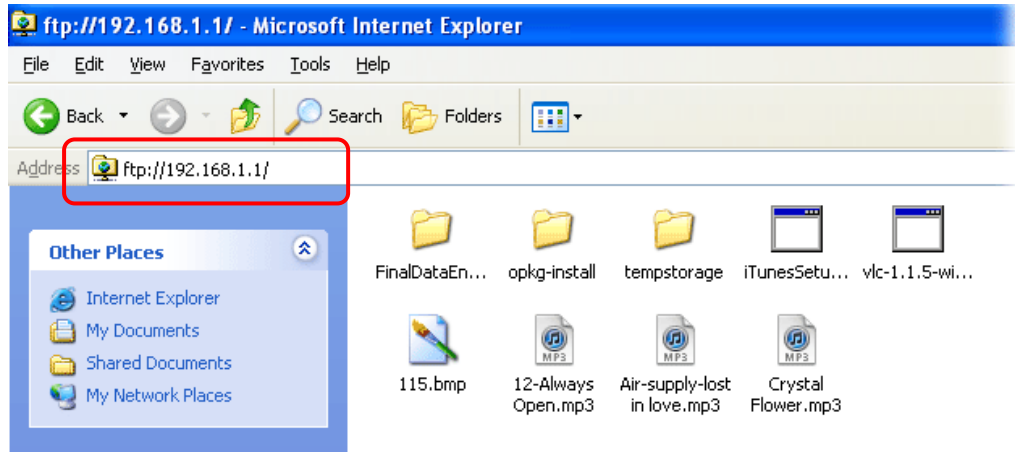 ftp://192.168.1.1/ - Microsoft Internet Explorer
File Edit View Favorites Tools Help
Back Search Folders
Address ftp://192.168.1.1/
Other Places
Internet Explorer
My Documents
Shared Documents
My Network Places
FinalDataEn... opkg-install tempstorage iTunesSetu... vlc-1.1.5-wi...
MP3 MP3 MP3
115.bmp 12-Always Air-supply-lost Crystal
Open.mp3 in love.mp3 Flower.mp3